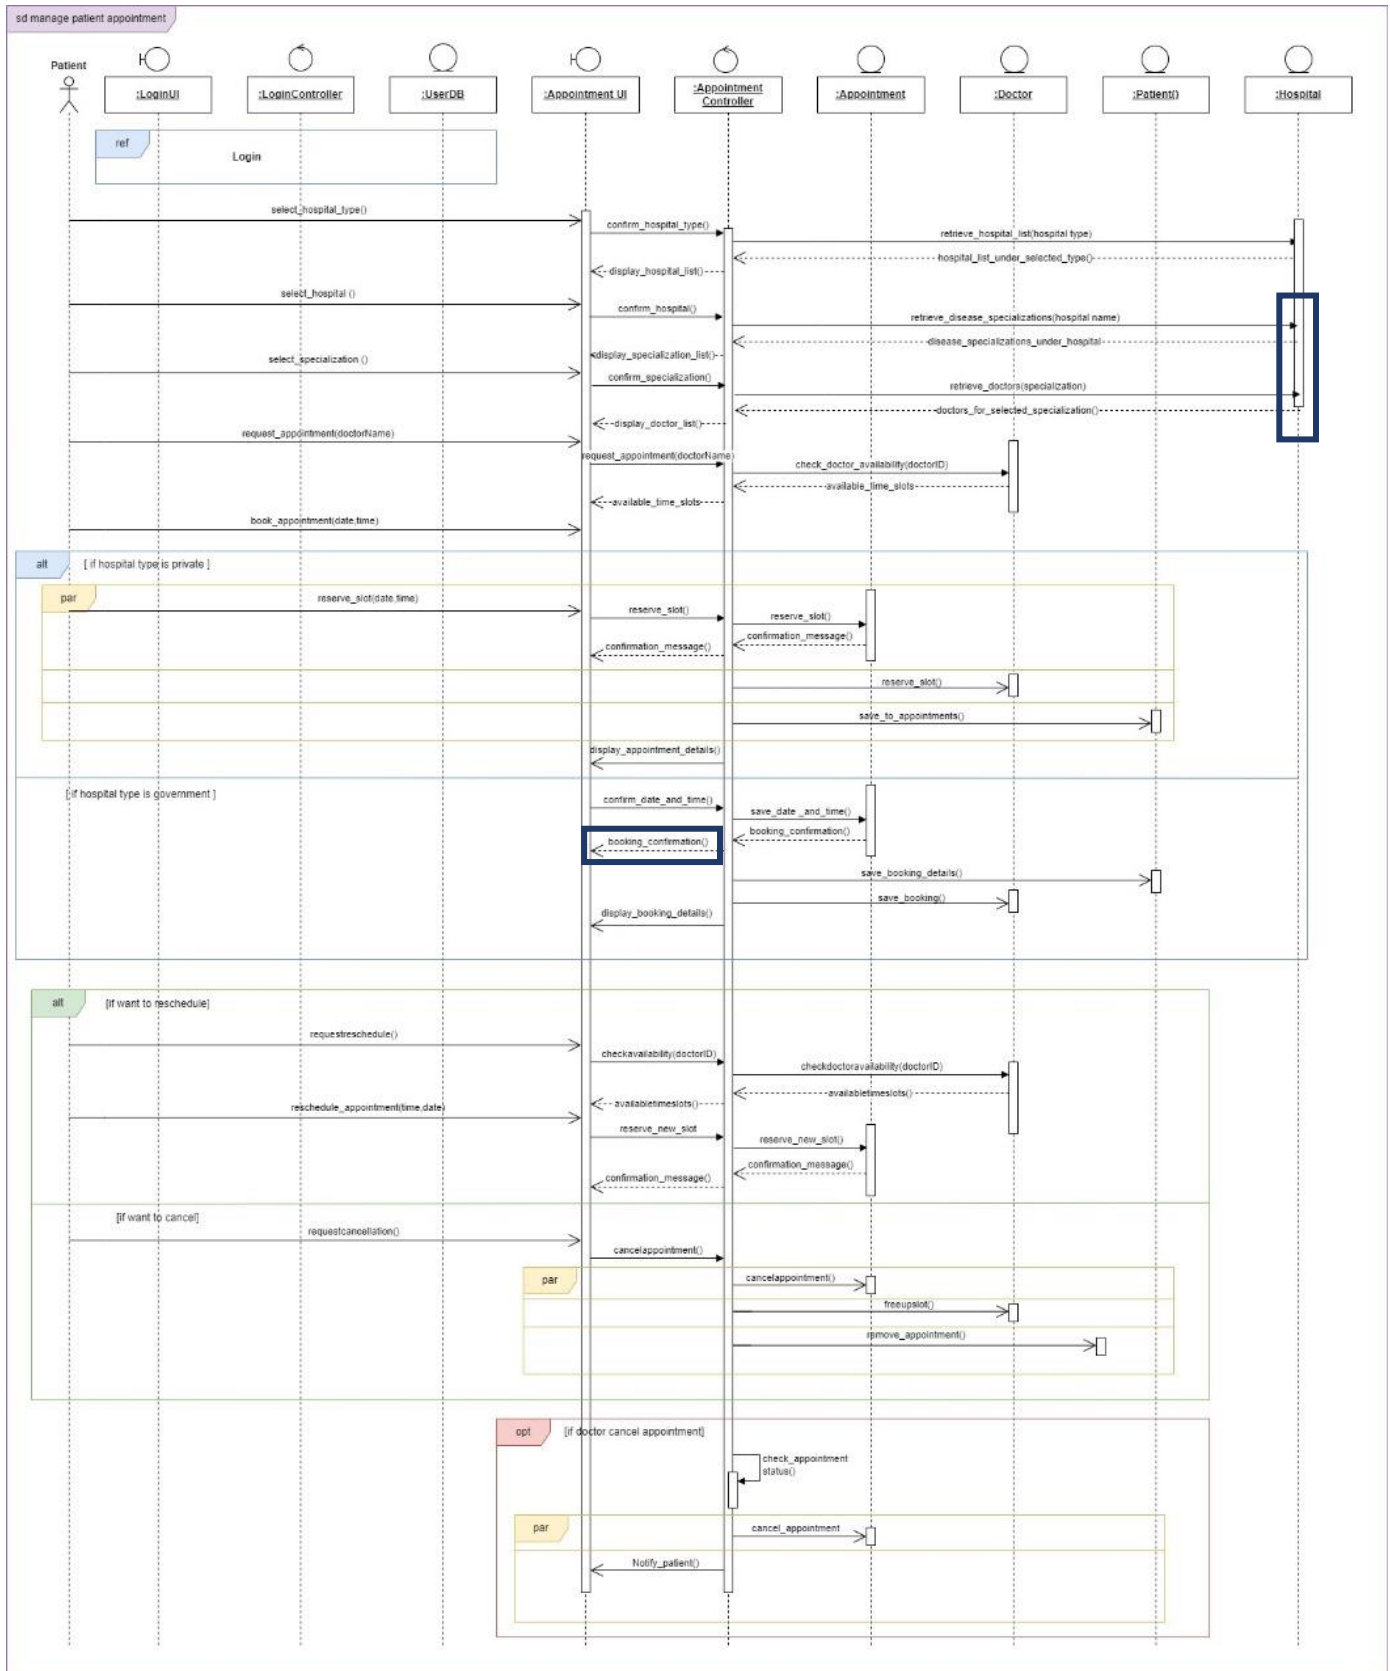 sd manage patient appointment
Patient
:LoginUI
:LoginController
:UserDB
:Appointment UI
:Appointment
Controller
:Appointment
:Doctor
:Patient()
:Hospital
ref
Login
select_hospital_type()
confirm_hospital_type()
retrieve_hospital_list(hospital type)
hospital_list_under_selected_type()
display_hospital_list()
select_hospital ()
confirm_hospital()
retrieve_disease_specializations(hospital name)
disease_specializations_under_hospital
display_specialization_list()
select_specialization ()
confirm_specialization()
retrieve_doctors(specialization)
doctors_for_selected_specialization()
display_doctor_list()
request_appointment(doctorName)
request_appointment(doctorName)
check_doctor_availability(doctorID)
available_time_slots
available_time_slots
book_appointment(date,time)
alt
[ if hospital type is private ]
par
reserve_slot(date,time)
reserve_slot()
reserve_slot()
confirmation_message()
confirmation_message()
reserve_slot()
save_to_appointments()
display_appointment_details()
[ if hospital type is government ]
confirm_date_and_time()
save_date _and_time()
booking_confirmation()
booking_confirmation()
save_booking_details()
save_booking()
display_booking_details()
alt
[if want to reschedule]
requestreschedule()
checkavailability(doctorID)
checkdoctoravailability(doctorID)
availabletimeslots()
availabletimeslots()
reschedule_appointment(time,date)
reserve_new_slot
reserve_new_slot()
confirmation_message()
confirmation_message()
[if want to cancel]
requestcancellation()
cancelappointment()
par
cancelappointment()
freeupslot()
remove_appointment()
opt
[if doctor cancel appointment]
check_appointment
status()
par
cancel_appointment
Notify_patient()